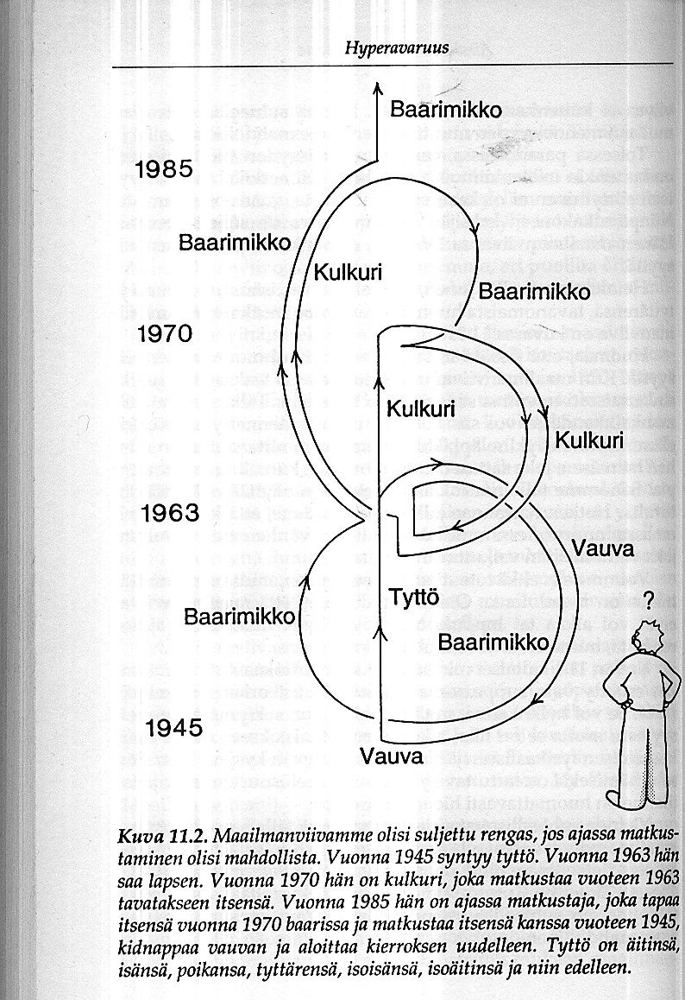 Hyperavaruus
Baarimikko
1985
Baarimikko
Kulkuri
Baarimikko
1970
Kulkuri
Kulkuri
1963
Vauva
Tyttö
Baarimikko
Baarimikko
?
1945
Vauva
Kuva 11.2. Maailmanviivamme olisi suljettu rengas, jos ajassa matkus-
taminen olisi mahdollista. Vuonna 1945 syntyy tyttö. Vuonna 1963 hän
saa lapsen. Vuonna 1970 hän on kulkuri, joka matkustaa vuoteen 1963
tavatakseen itsensä. Vuonna 1985 hän on ajassa matkustaja, joka tapaa
itsensä vuonna 1970 baarissa ja matkustaa itsensä kanssa vuoteen 1945,
kidnappaa vauvan ja aloittaa kierroksen uudelleen. Tyttö on äitinsä,
isänsä, poikansa, tyttärensä, isoisänsä, isoäitinsä ja niin edelleen.